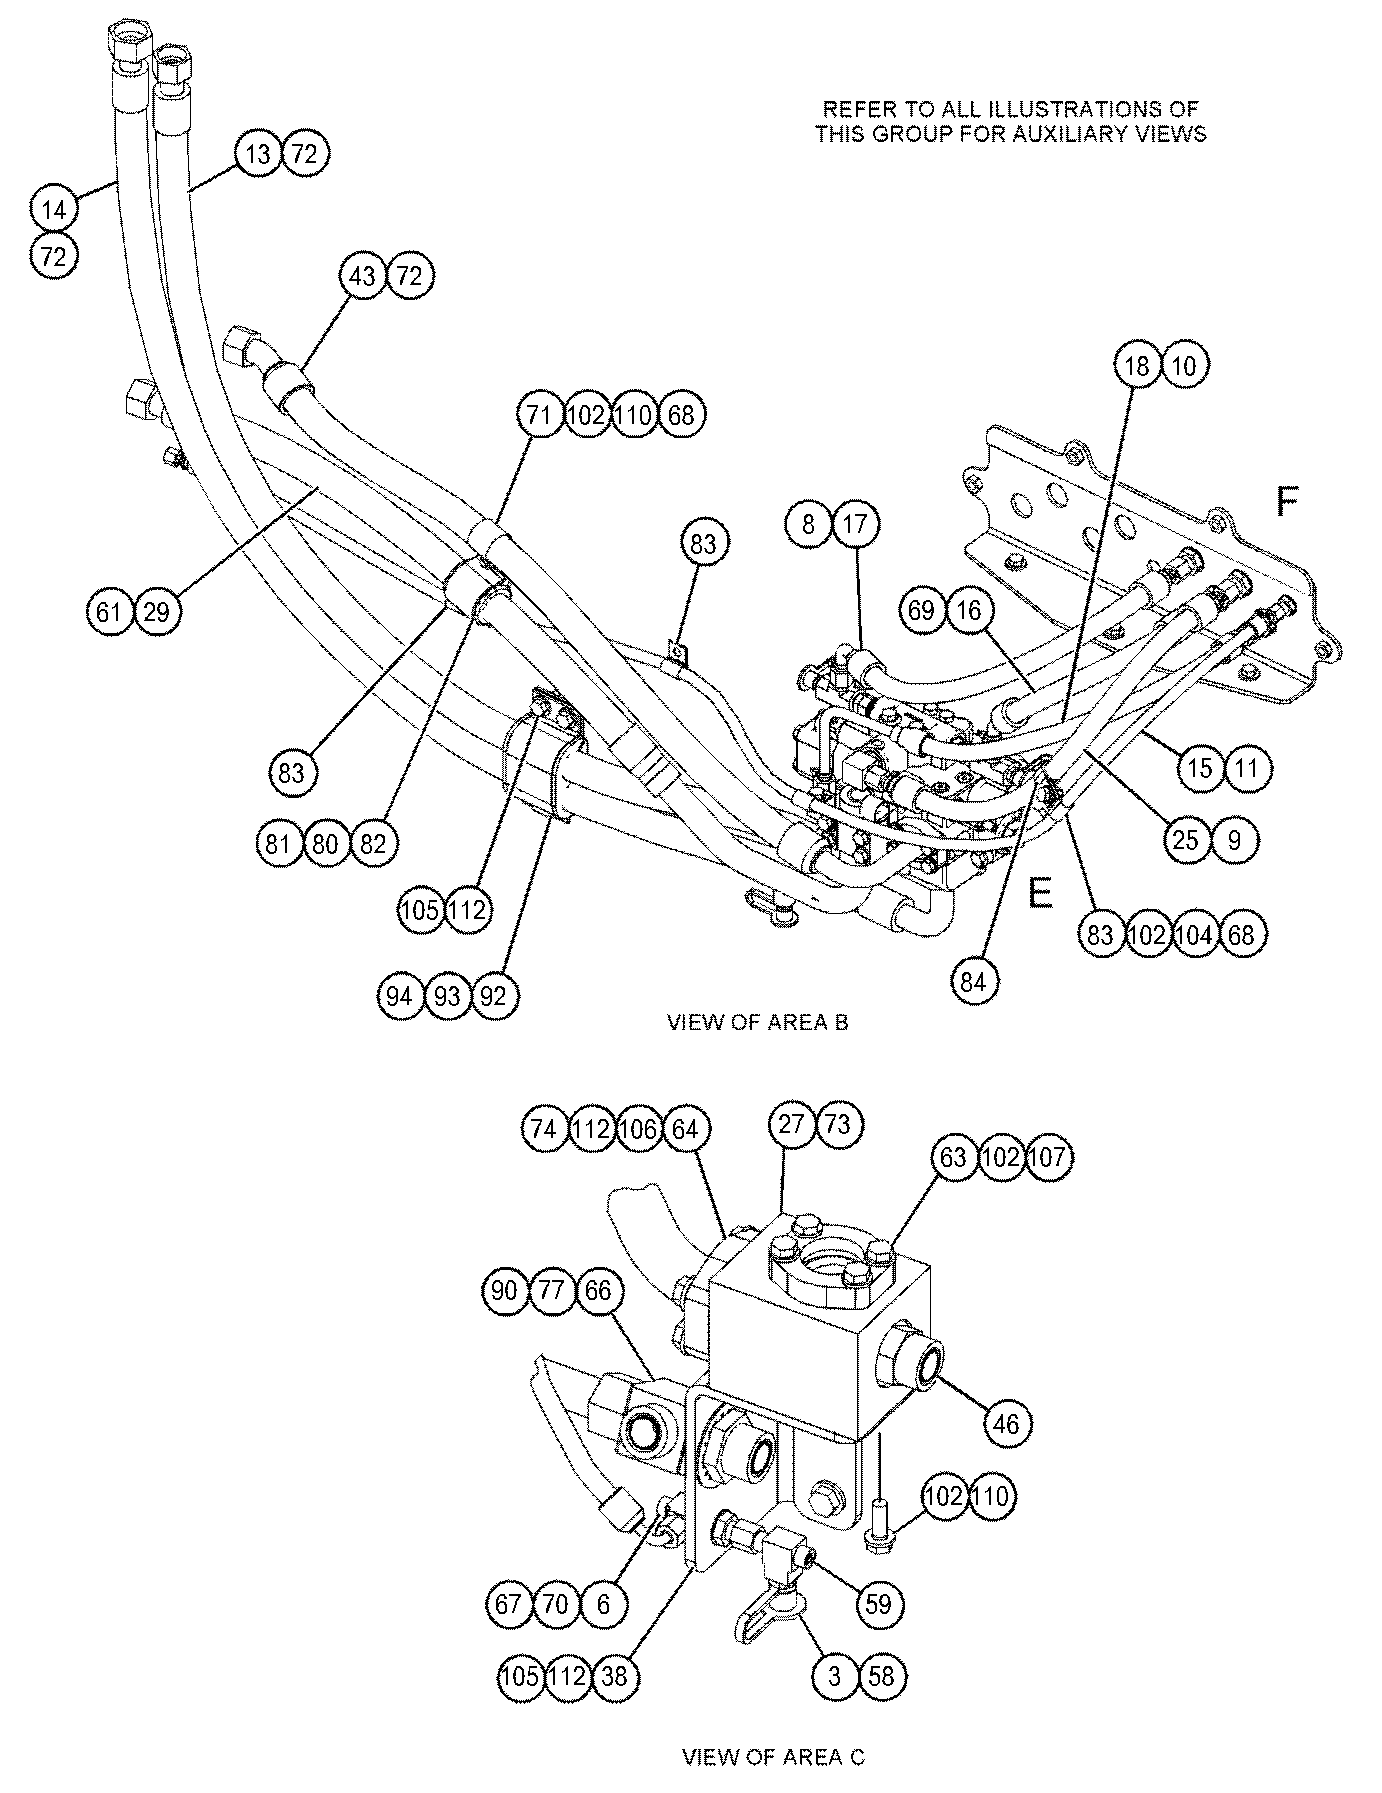 REFER TO ALL ILLUSTRATIONS OF
THIS GROUP FOR AUXILIARY VIEWS
13 72
14
72
43 72
18 10
71 102 110 68
F
8 17
83
61 29
69 16
83
15 11
81 80 82
25 9
E
105 112
83 102 104 68
84
94 93 92
VIEW OF AREA B
74 112 106 64
27 73
63 102 107
90 77 66
46
102 110
67 70 6
59
105 112 38
3 58
VIEW OF AREA C